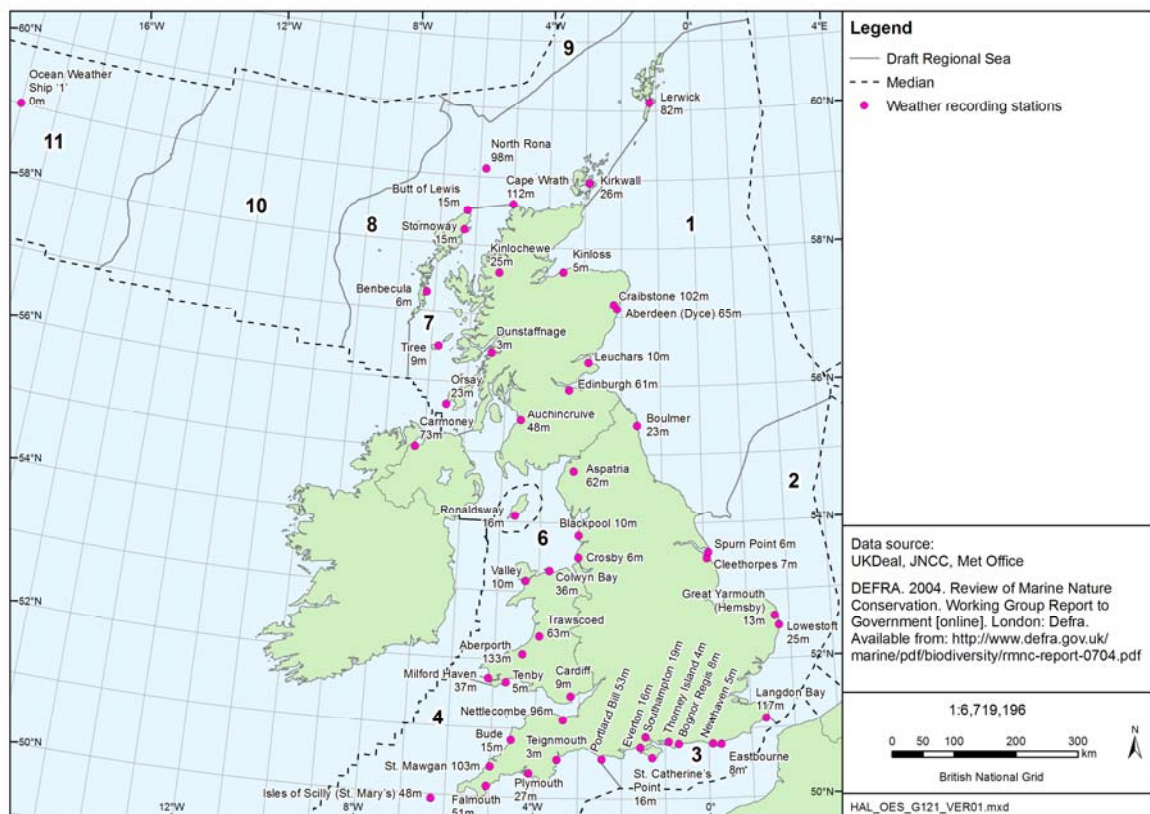 60°N
16°W
12°W
8°W
4°W
0°
4°E
60°N
58°N
56°N
54°N
52°N
50°N
60°N
58°N
56°N
54°N
52°N
50°N
12°W
8°W
4°W
0°
9
11
10
8
1
7
2
6
4
3
Ocean Weather
Ship '1'
0m
Lerwick
82m
North Rona
98m
Cape Wrath
112m
Kirkwall
26m
Butt of Lewis
15m
Stornoway
15m
Kinlochewe
25m
Kinloss
5m
Benbecula
6m
Craibstone 102m
Aberdeen (Dyce) 65m
Tiree
9m
Dunstaffnage
3m
Leuchars 10m
Orsay
23m
Edinburgh 61m
Carmoney
73m
Auchincruive
48m
Boulmer
23m
Aspatria
62m
Ronaldsway
16m
Blackpool 10m
Crosby 6m
Spurn Point 6m
Cleethorpes 7m
Valley
10m
Colwyn Bay
36m
Great Yarmouth
(Hemsby)
13m
Lowestoft
25m
Trawscoed
63m
Aberporth
133m
Milford Haven
37m
Tenby
5m
Cardiff
9m
Nettlecombe 96m
Bude
15m
Teignmouth
3m
St. Mawgan 103m
Plymouth
27m
Isles of Scilly (St. Mary's) 48m
Falmouth
51m
Portland Bill 53m
Everton 16m
Southampton 19m
Thorney Island 4m
Bognor Regis 8m
Newhaven 5m
Langdon Bay
117m
Eastbourne
8m
St. Catherine's
Point
16m
Legend
Draft Regional Sea
Median
Weather recording stations
Data source:
UKDeal, JNCC, Met Office
DEFRA. 2004. Review of Marine Nature
Conservation. Working Group Report to
Government [online]. London: Defra.
Available from: http://www.defra.gov.uk/
marine/pdf/biodiversity/rmnc-report-0704.pdf
1:6,719,196
0 50 100 200 300
km
N
British National Grid
HAL_OES_G121_VER01.mxd